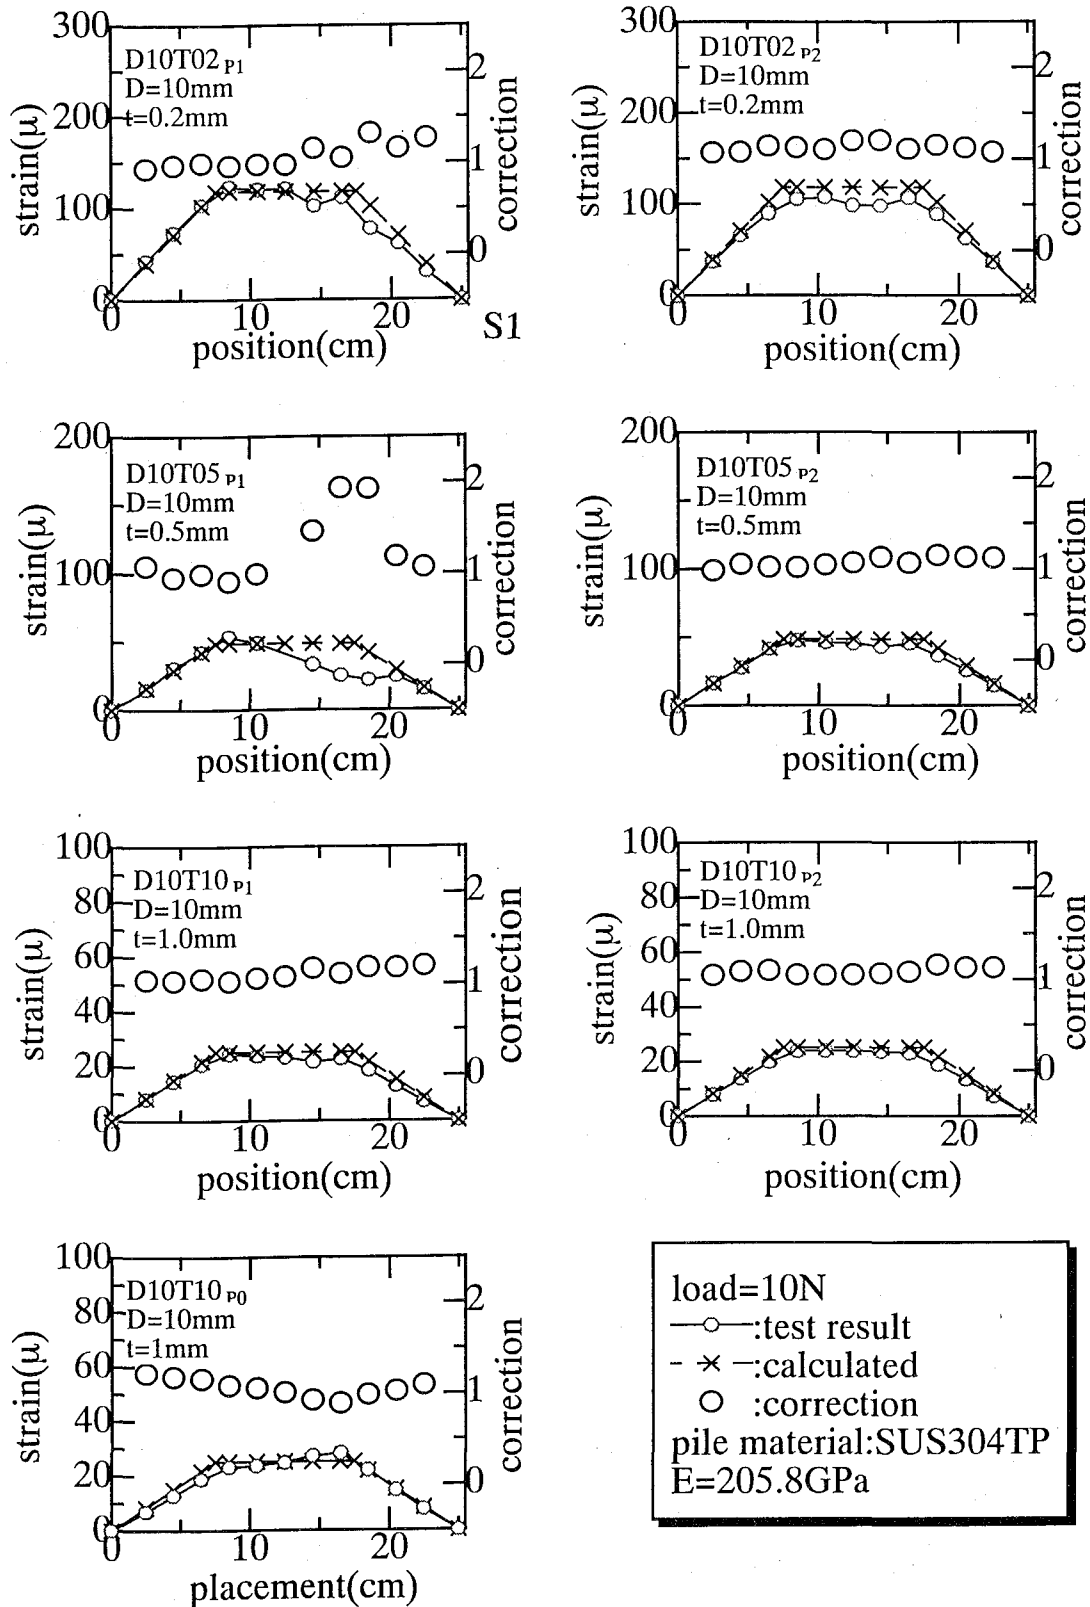 300
200
100
0
strain(μ)
D10T02 P1
D=10mm
t=0.2mm
2
1
0
correction
0
10
20
position(cm)
S1
300
200
100
0
strain(μ)
D10T02 P2
D=10mm
t=0.2mm
2
1
0
correction
0
10
20
position(cm)
200
100
0
strain(μ)
D10T05 P1
D=10mm
t=0.5mm
2
1
0
correction
0
10
20
position(cm)
200
100
0
strain(μ)
D10T05 P2
D=10mm
t=0.5mm
2
1
0
correction
0
10
20
position(cm)
100
80
60
40
20
0
strain(μ)
D10T10 P1
D=10mm
t=1.0mm
2
1
0
correction
0
10
20
position(cm)
100
80
60
40
20
0
strain(μ)
D10T10 P2
D=10mm
t=1.0mm
2
1
0
correction
0
10
20
position(cm)
100
80
60
40
20
0
strain(μ)
D10T10 P0
D=10mm
t=1mm
2
1
0
correction
0
10
20
placement(cm)
load=10N
:test result
:calculated
:correction
pile material:SUS304TP
E=205.8GPa